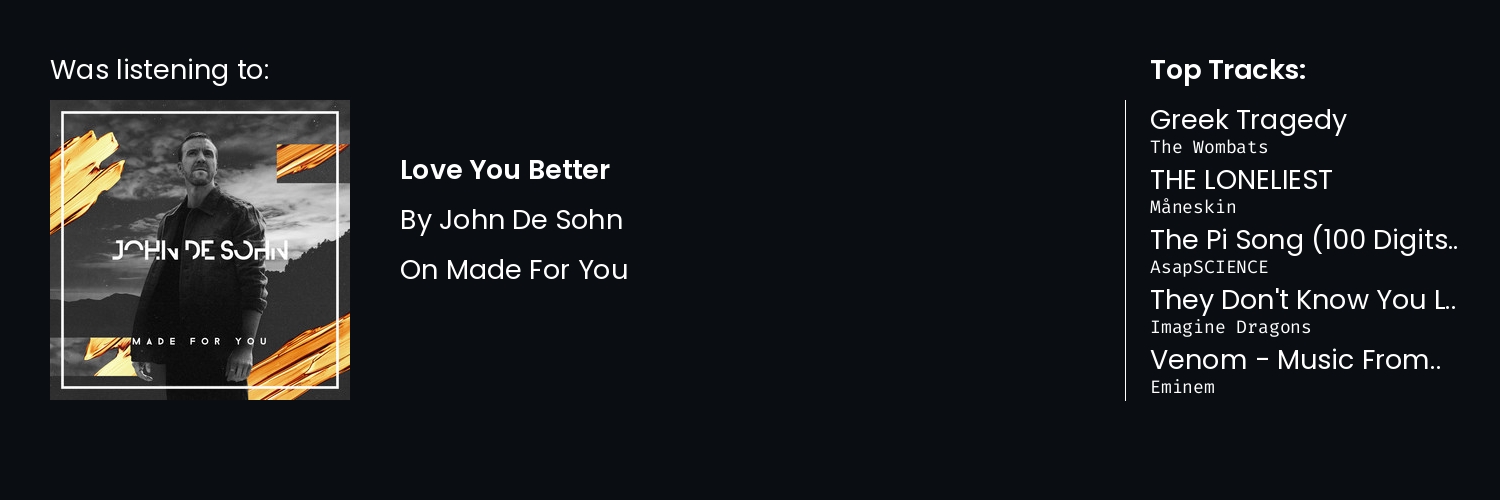 Was listening to:
JOHN DE SOHN
MADE FOR YOU
Love You Better
By John De Sohn
On Made For You
Top Tracks:
Greek Tragedy
The Wombats
THE LONELIEST
Måneskin
The Pi Song (100 Digits..
AsapSCIENCE
They Don't Know You L..
Imagine Dragons
Venom - Music From..
Eminem